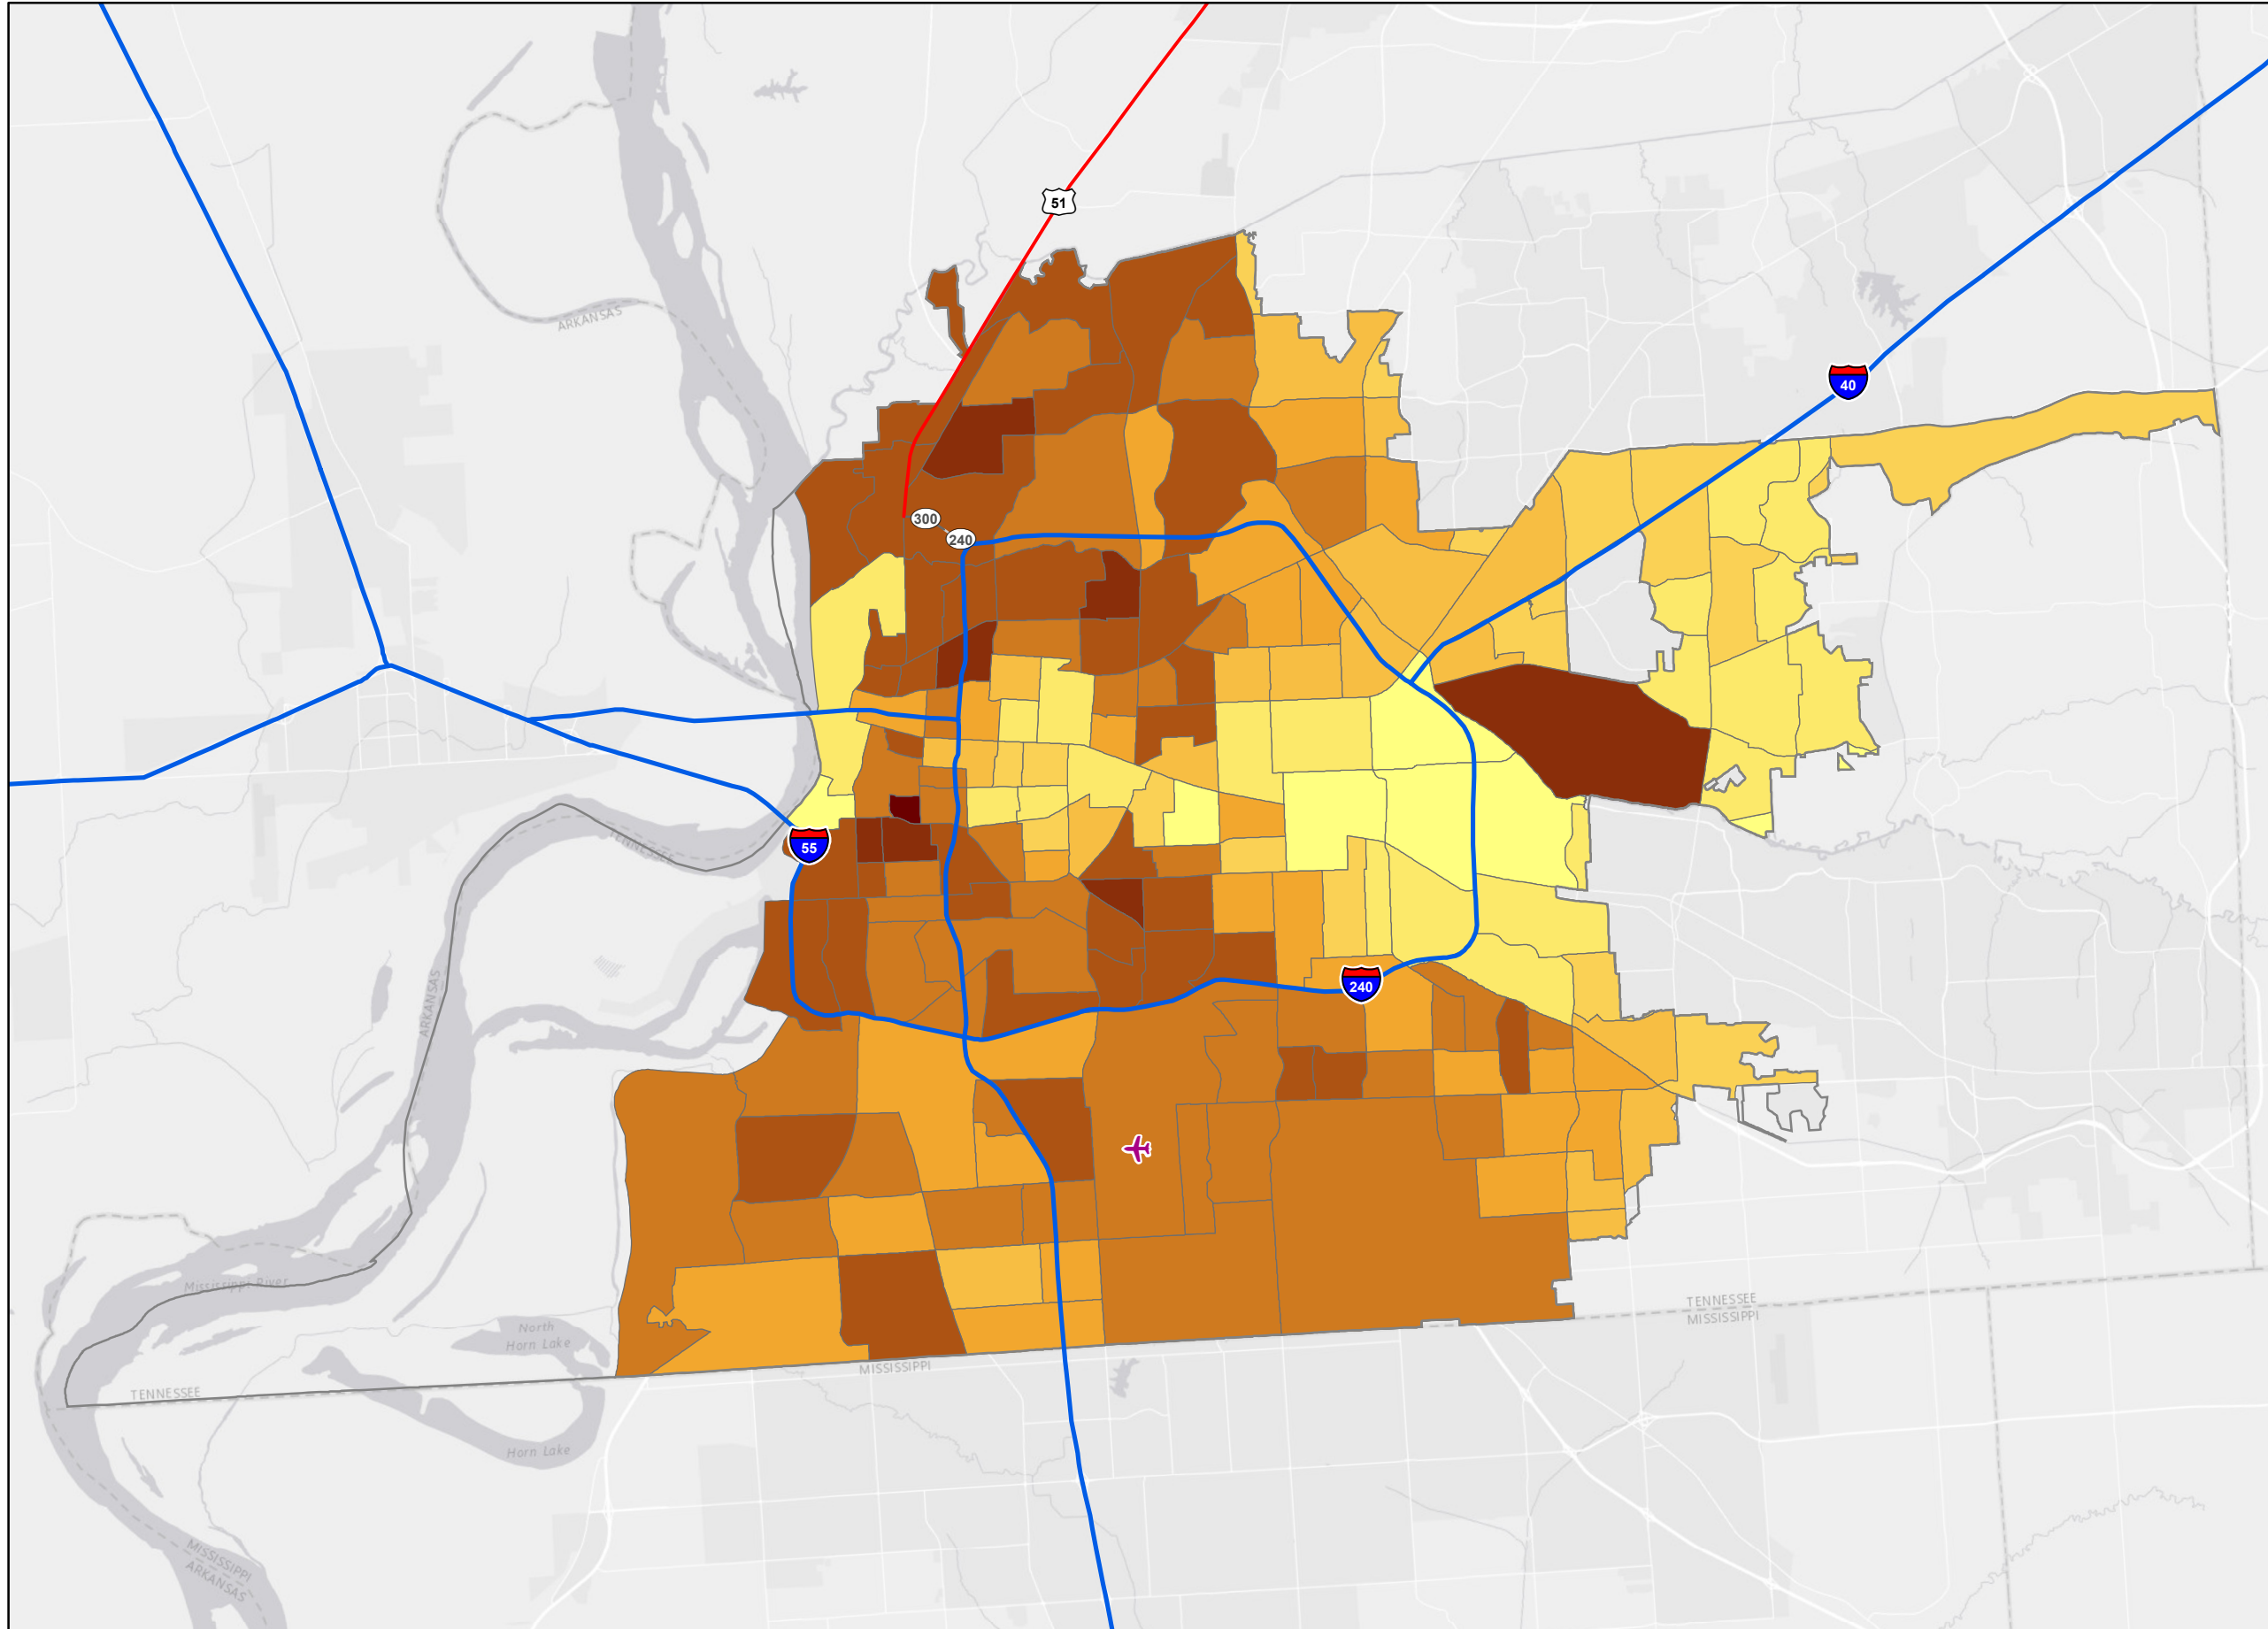 51
ARKANSAS
40
300
240
TENNESSEE
55
ARKANSAS
240
Mississippi River
TENNESSEE
MISSISSIPPI
North
Horn Lake
MISSISSIPPI
TENNESSEE
Horn Lake
MISSISSIPPI
ARKANSAS